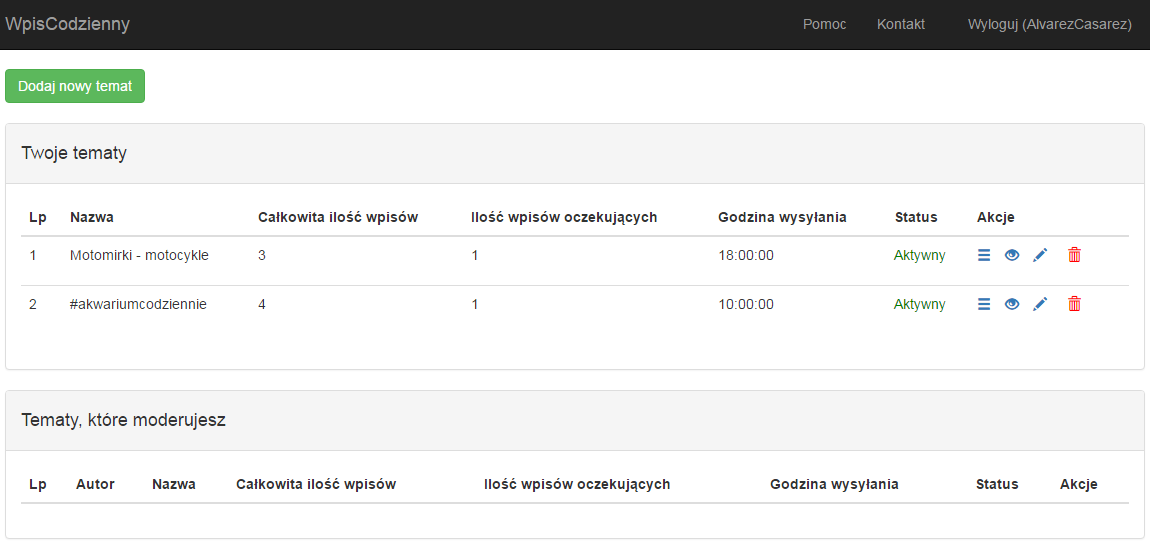 WpisCodzienny Pomoc Kontakt Wyloguj (AlvarezCasarez)
Dodaj nowy temat
Twoje tematy
Lp Nazwa Całkowita ilość wpisów Ilość wpisów oczekujących Godzina wysyłania Status Akcje
1 Motomirki - motocykle 3 1 18:00:00 Aktywny
2 #akwariumcodziennie 4 1 10:00:00 Aktywny
Tematy, które moderujesz
Lp Autor Nazwa Całkowita ilość wpisów Ilość wpisów oczekujących Godzina wysyłania Status Akcje